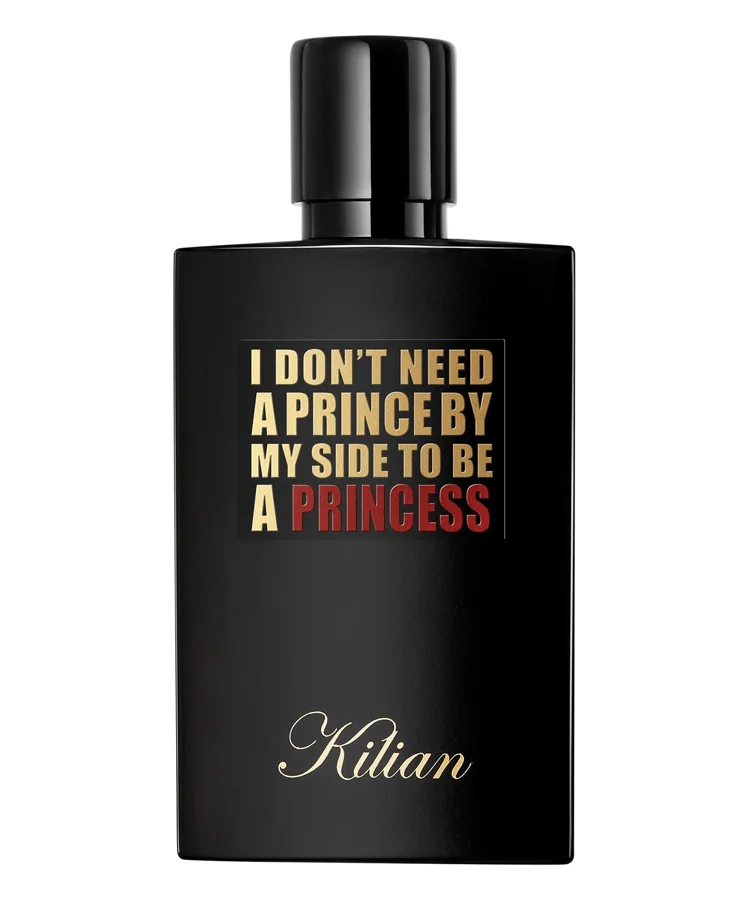 I DON'T NEED
A PRINCE BY
MY SIDE TO BE
A PRINCESS
Kilian